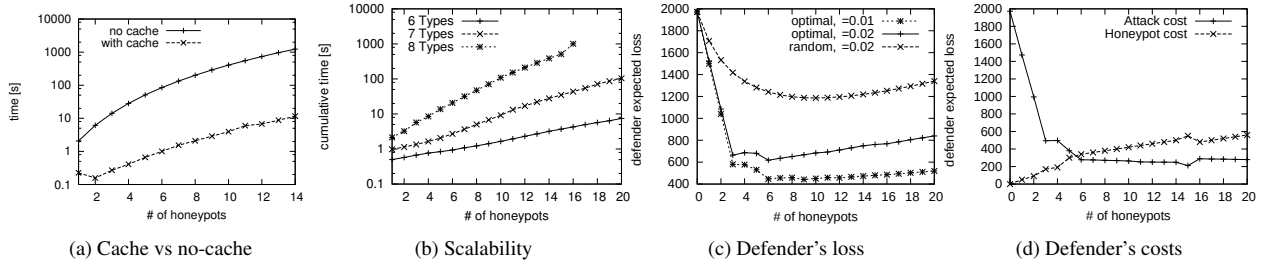 10000
1000
100
10
1
0.1
time [s]
no cache
with cache
2 4 6 8 10 12 14
# of honeypots
(a) Cache vs no-cache
10000
1000
100
10
1
0.1
cumulative time [s]
6 Types
7 Types
8 Types
2 4 6 8 10 12 14 16 18 20
# of honeypots
(b) Scalability
2000
1800
1600
1400
1200
1000
800
600
400
defender expected loss
optimal, =0.01
optimal, =0.02
random, =0.02
0 2 4 6 8 10 12 14 16 18 20
# of honeypots
(c) Defender's loss
2000
1800
1600
1400
1200
1000
800
600
400
200
0
defender expected loss
Attack cost
Honeypot cost
0 2 4 6 8 10 12 14 16 18 20
# of honeypots
(d) Defender's costs